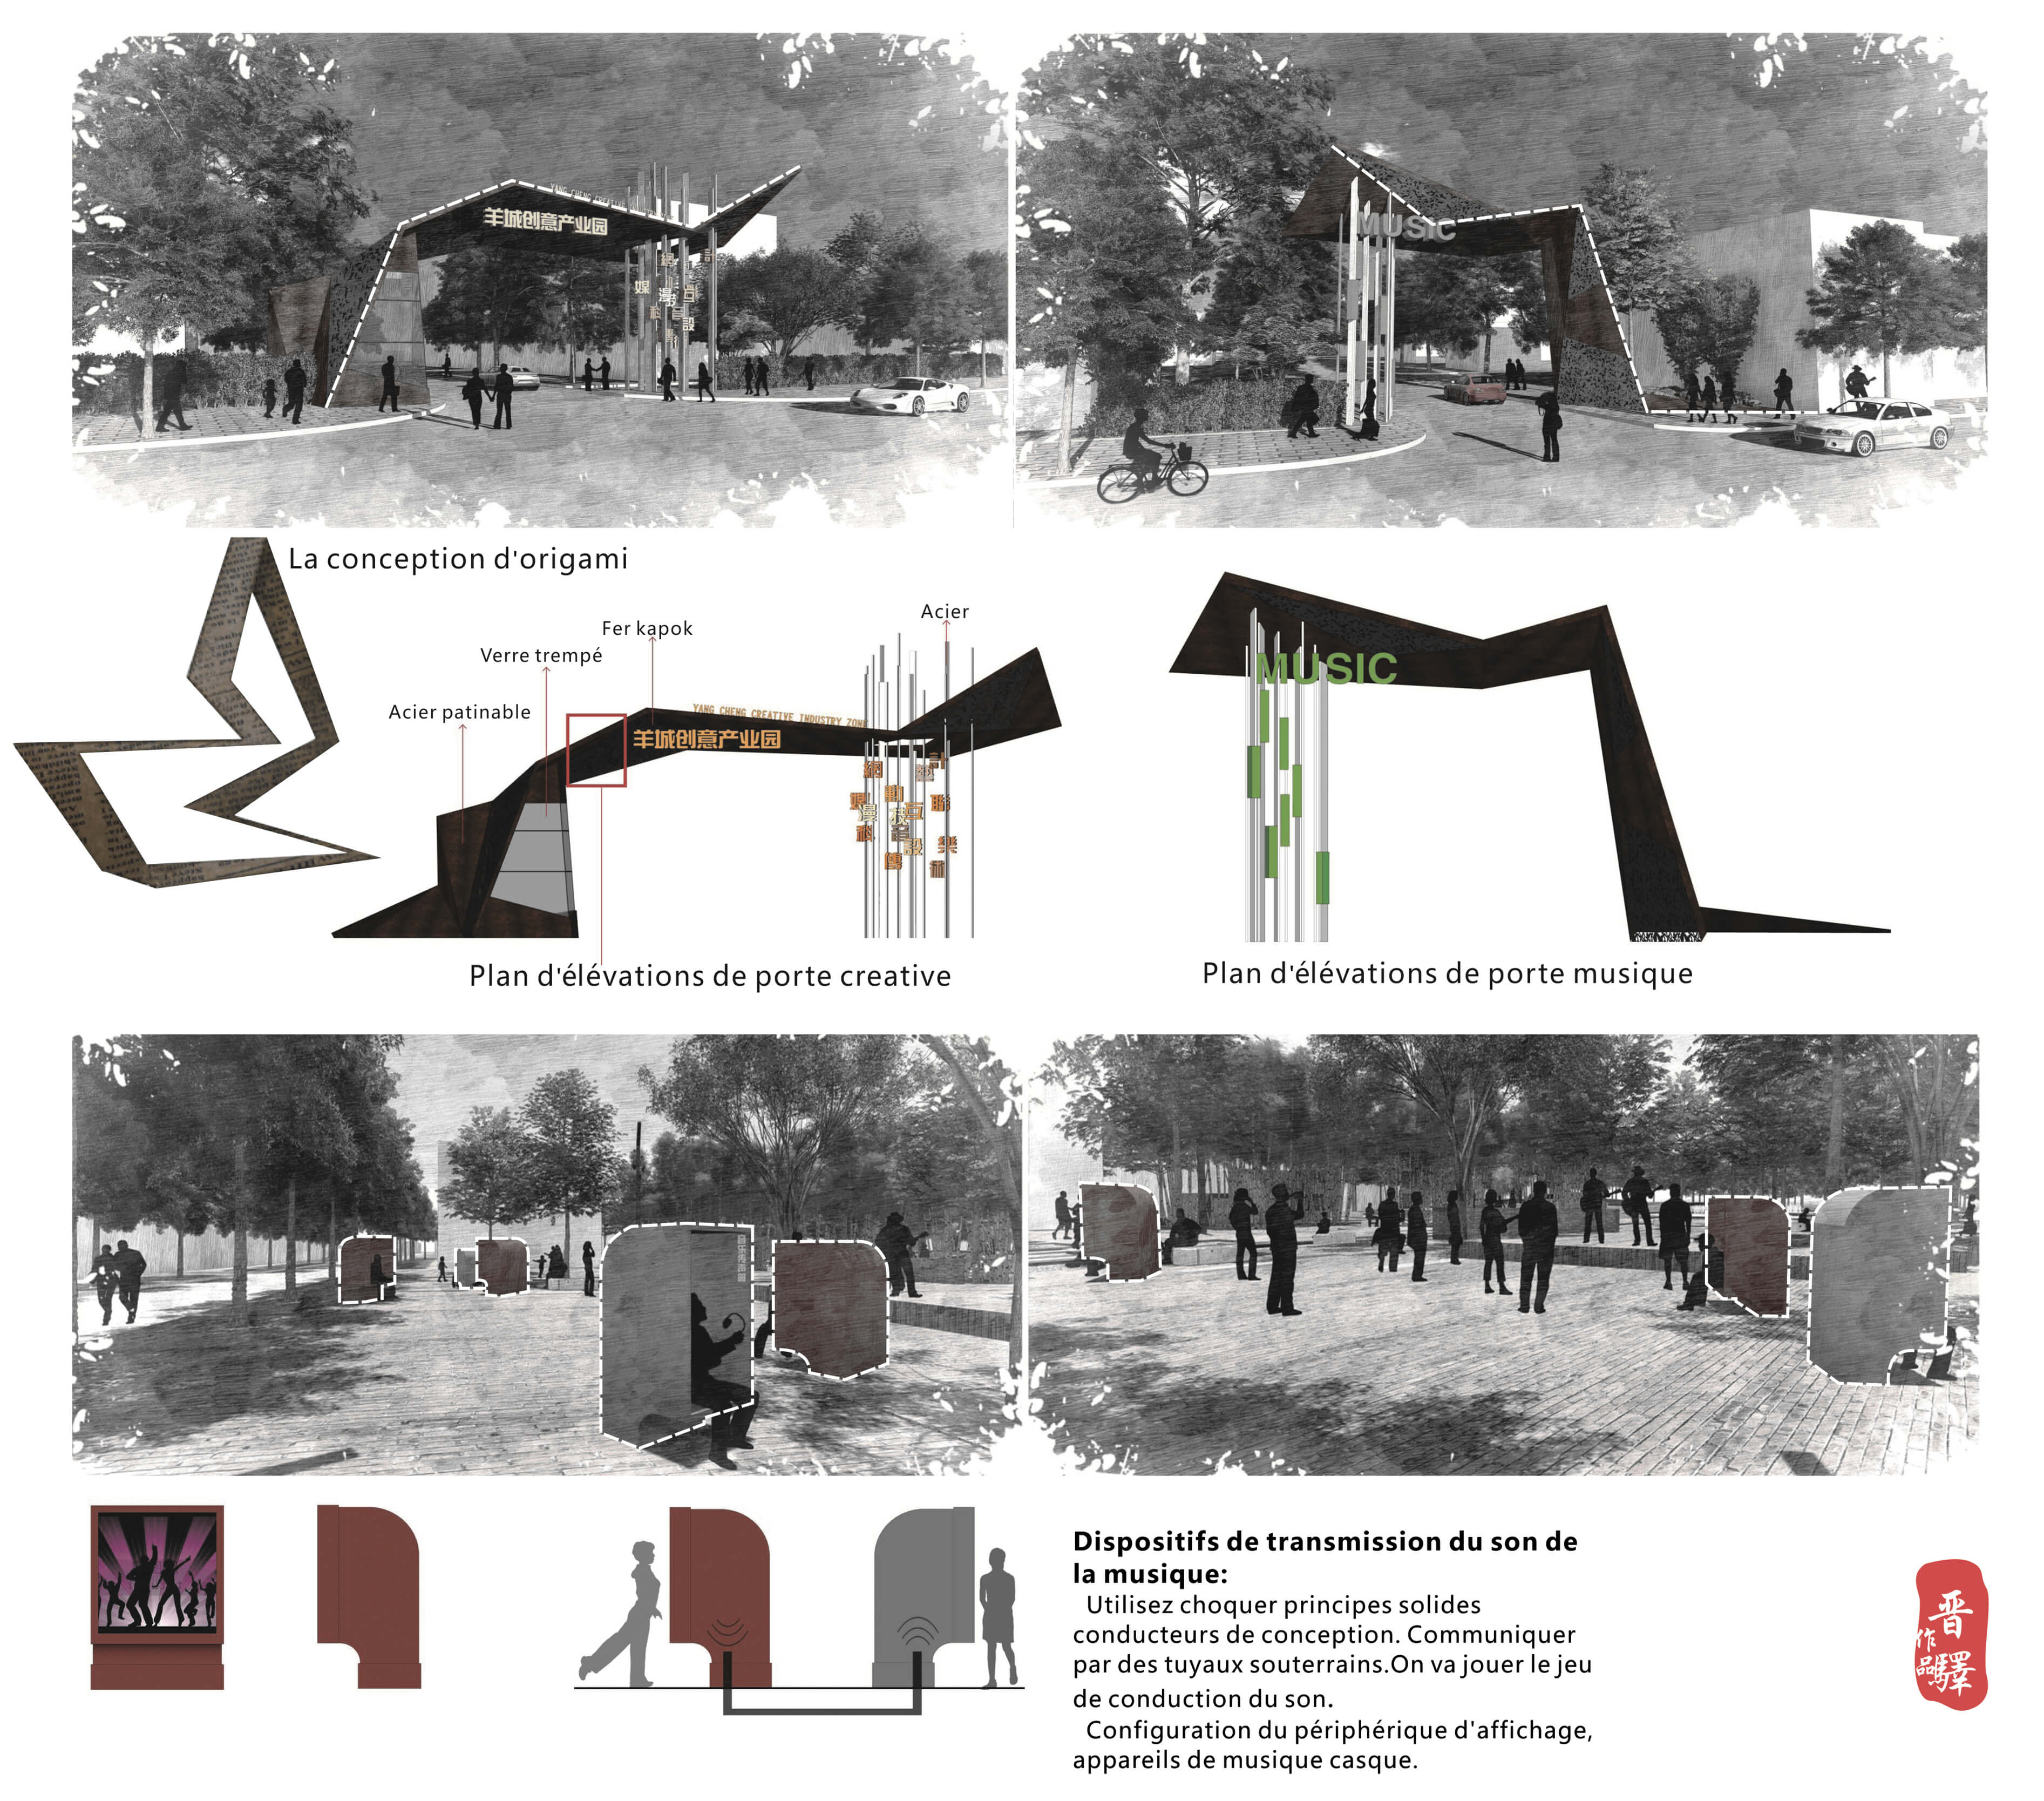 YANG CHENG CREATIVE
羊城创意产业园
MUSIC
La conception d'origami
Acier
Fer kapok
Verre trempé
Acier patinable
YANG CHENG CREATIVE INDUSTRY ZONE
羊城创意产业园
MUSIC
Plan d'élévations de porte creative
Plan d'élévations de porte musique
Dispositifs de transmission du son de
la musique:
Utilisez choquer principes solides
conducteurs de conception. Communiquer
par des tuyaux souterrains.On va jouer le jeu
de conduction du son.
Configuration du périphérique d'affichage,
appareils de musique casque.
晋驛
作品